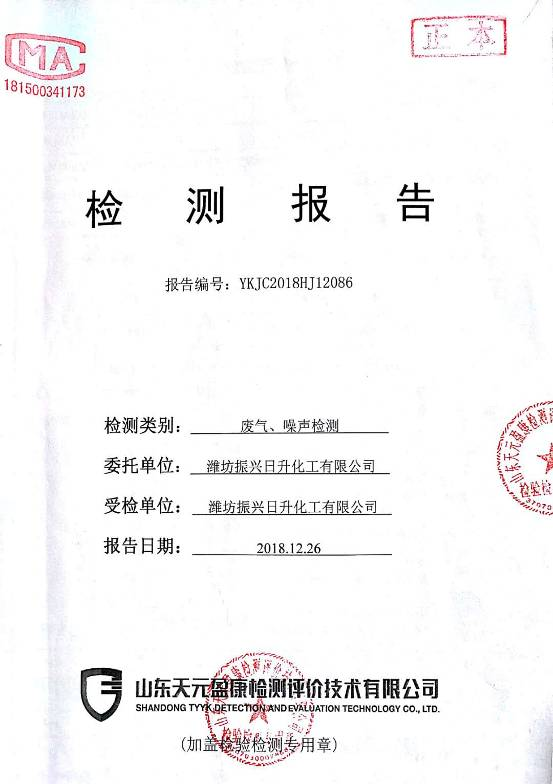 MA
正本
181500341173
检测报告
报告编号：YKJC2018HJ12086
检测类别：废气、噪声检测
委托单位：潍坊振兴日升化工有限公司
受检单位：潍坊振兴日升化工有限公司
报告日期：2018.12.26
山东天元盈康检测评价技术有限公司
SHANDONG TYYK DETECTION AND EVALUATION TECHNOLOGY CO., LTD.
(加盖检验检测专用章)